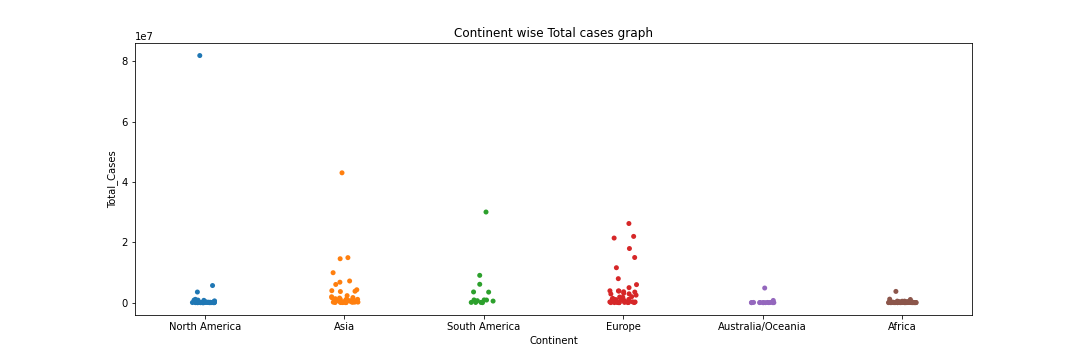 Continent wise Total cases graph
1e7
8
6
4
2
0
Total_Cases
North America
Asia
South America
Europe
Australia/Oceania
Africa
Continent